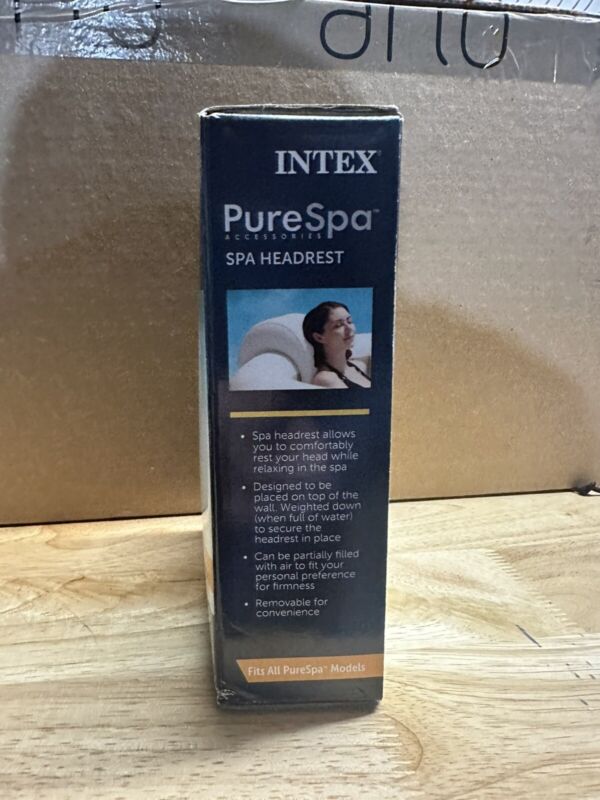 INTEX
PureSpa™
ACCESSORIES
SPA HEADREST
• Spa headrest allows
you to comfortably
rest your head while
relaxing in the spa
• Designed to be
placed on top of the
wall. Weighted down
(when full of water)
to secure the
headrest in place
• Can be partially filled
with air to fit your
personal preference
for firmness
• Removable for
convenience
Fits All PureSpa™ Models